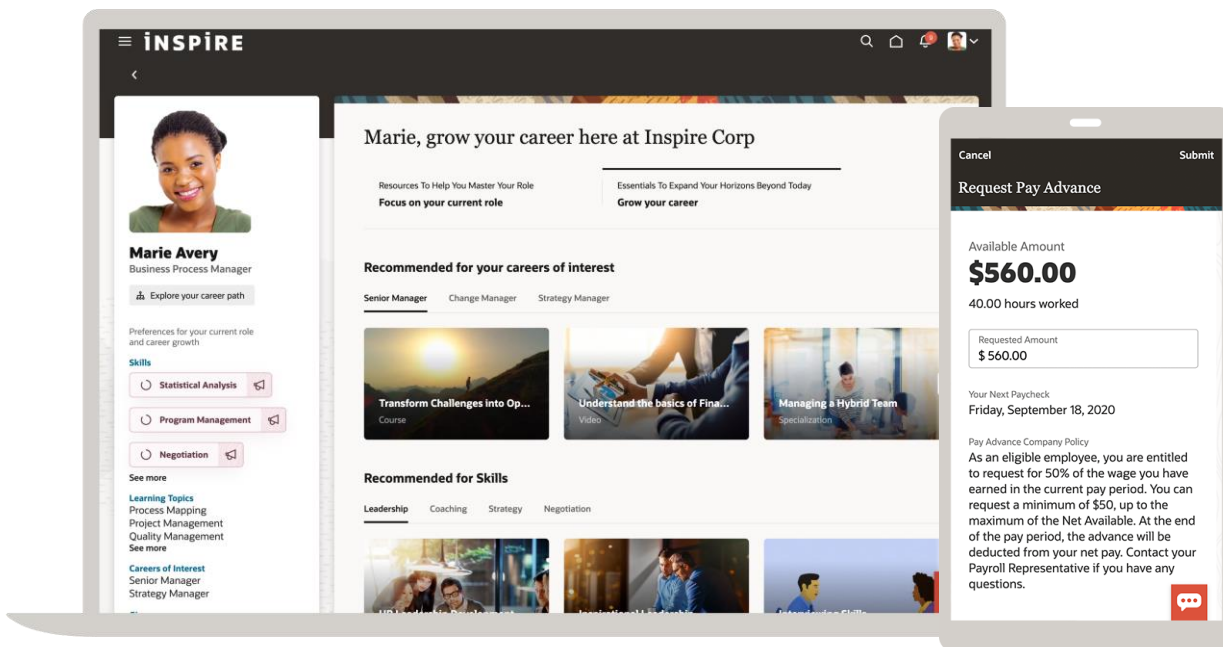 iNSPiRE
Marie Avery
Business Process Manager
Explore your career path
Preferences for your current role
and career growth
Skills
Statistical Analysis
Program Management
Negotiation
See more
Learning Topics
Process Mapping
Project Management
Quality Management
See more
Careers of Interest
Senior Manager
Strategy Manager
Marie, grow your career here at Inspire Corp
Resources To Help You Master Your Role
Focus on your current role
Essentials To Expand Your Horizons Beyond Today
Grow your career
Recommended for your careers of interest
Senior Manager Change Manager Strategy Manager
Transform Challenges into Op...
Course
Understand the basics of Fina...
Video
Managing a Hybrid Team
Specialization
Recommended for Skills
Leadership Coaching Strategy Negotiation
HR Leadership Development
Inspirational Leadership
Interviewing Skills
Cancel Submit
Request Pay Advance
Available Amount
$560.00
40.00 hours worked
Requested Amount
$ 560.00
Your Next Paycheck
Friday, September 18, 2020
Pay Advance Company Policy
As an eligible employee, you are entitled
to request for 50% of the wage you have
earned in the current pay period. You can
request a minimum of $50, up to the
maximum of the Net Available. At the end
of the pay period, the advance will be
deducted from your net pay. Contact your
Payroll Representative if you have any
questions.